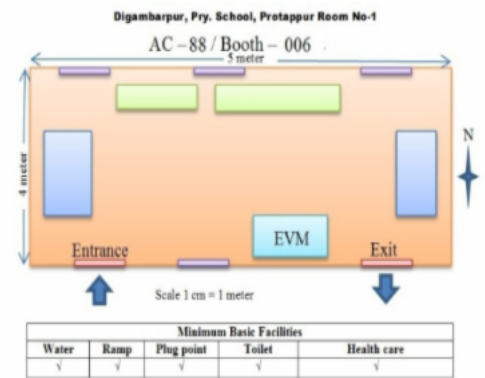 Digambarpur, Pry. School, Protappur Room No-1
AC – 88 / Booth – 006
5 meter
4 meter
N
EVM
Entrance
Exit
Scale 1 cm = 1 meter
Minimum Basic Facilities
Water Ramp Plug point Toilet Health care
√ √ √ √ √